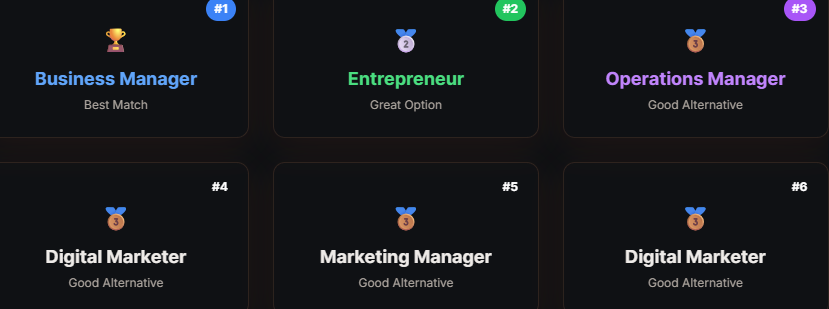 #1
#2
#3
2
3
Business Manager
Entrepreneur
Operations Manager
Best Match
Great Option
Good Alternative
#4
#5
#6
3
3
3
Digital Marketer
Marketing Manager
Digital Marketer
Good Alternative
Good Alternative
Good Alternative